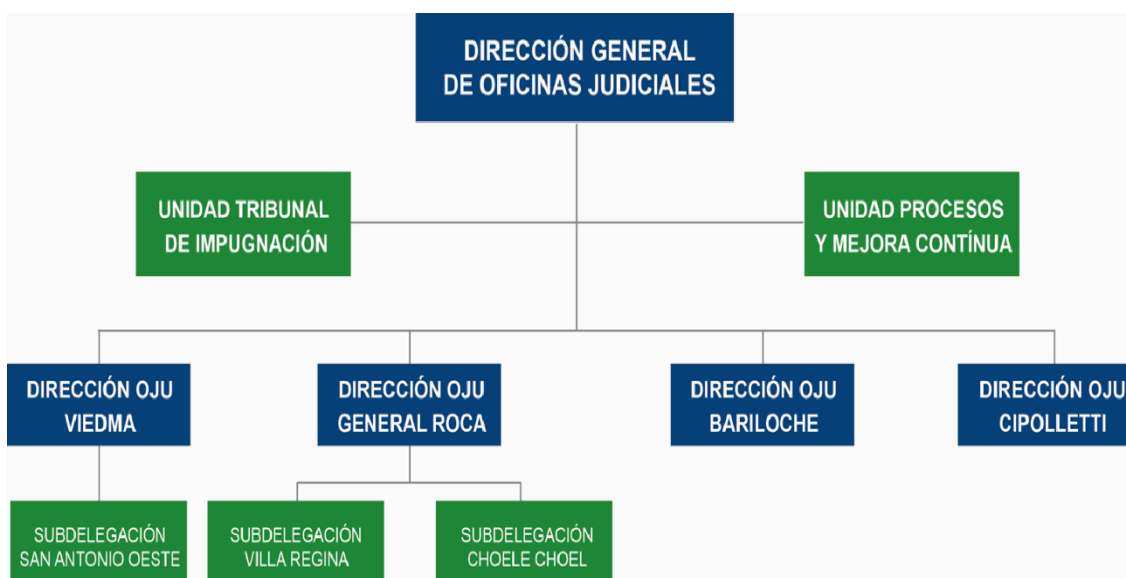 DIRECCIÓN GENERAL
DE OFICINAS JUDICIALES
UNIDAD TRIBUNAL
DE IMPUGNACIÓN
UNIDAD PROCESOS
Y MEJORA CONTÍNUA
DIRECCIÓN OJU
VIEDMA
DIRECCIÓN OJU
GENERAL ROCA
DIRECCIÓN OJU
BARILOCHE
DIRECCIÓN OJU
CIPOLLETTI
SUBDELEGACIÓN
SAN ANTONIO OESTE
SUBDELEGACIÓN
VILLA REGINA
SUBDELEGACIÓN
CHOELE CHOEL